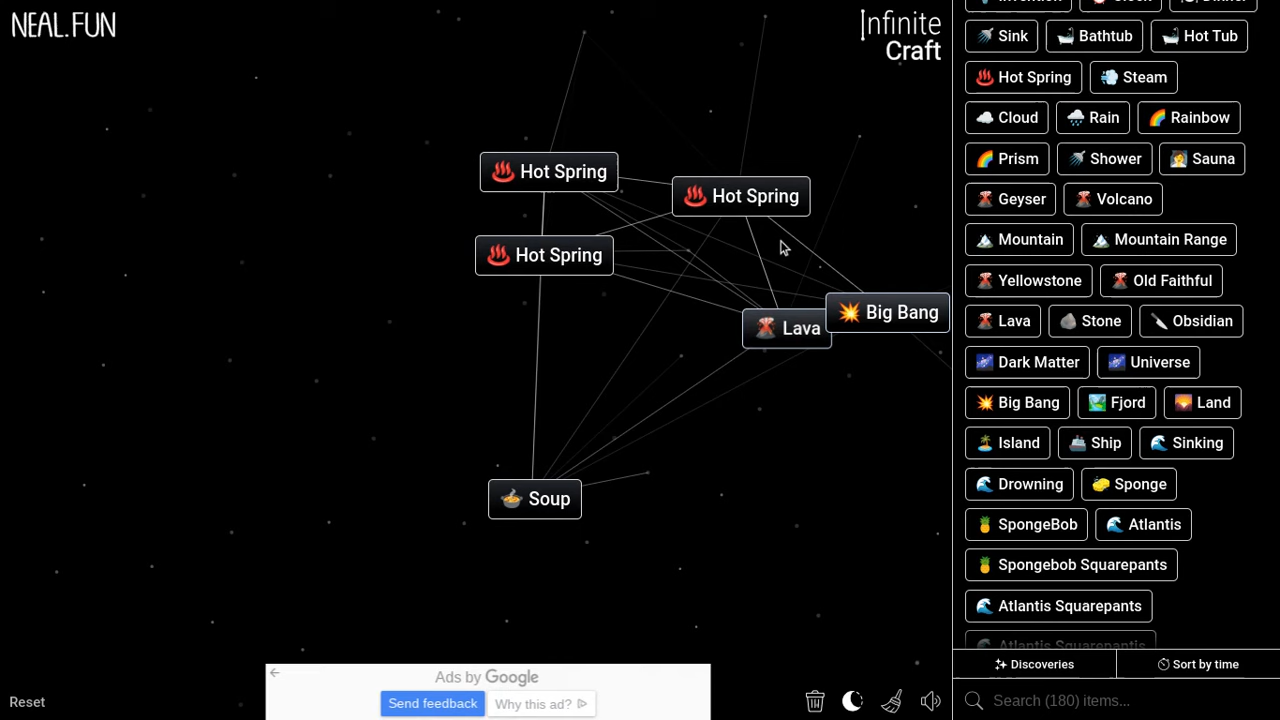 NEAL.FUN
Infinite
Craft
Hot Spring
Hot Spring
Hot Spring
Big Bang
Lava
Soup
Sink Bathtub Hot Tub
Hot Spring Steam
Cloud Rain Rainbow
Prism Shower Sauna
Geyser Volcano
Mountain Mountain Range
Yellowstone Old Faithful
Lava Stone Obsidian
Dark Matter Universe
Big Bang Fjord Land
Island Ship Sinking
Drowning Sponge
SpongeBob Atlantis
Spongebob Squarepants
Atlantis Squarepants
Discoveries Sort by time
Search (180) items...
Ads by Google
Send feedback Why this ad?
Reset